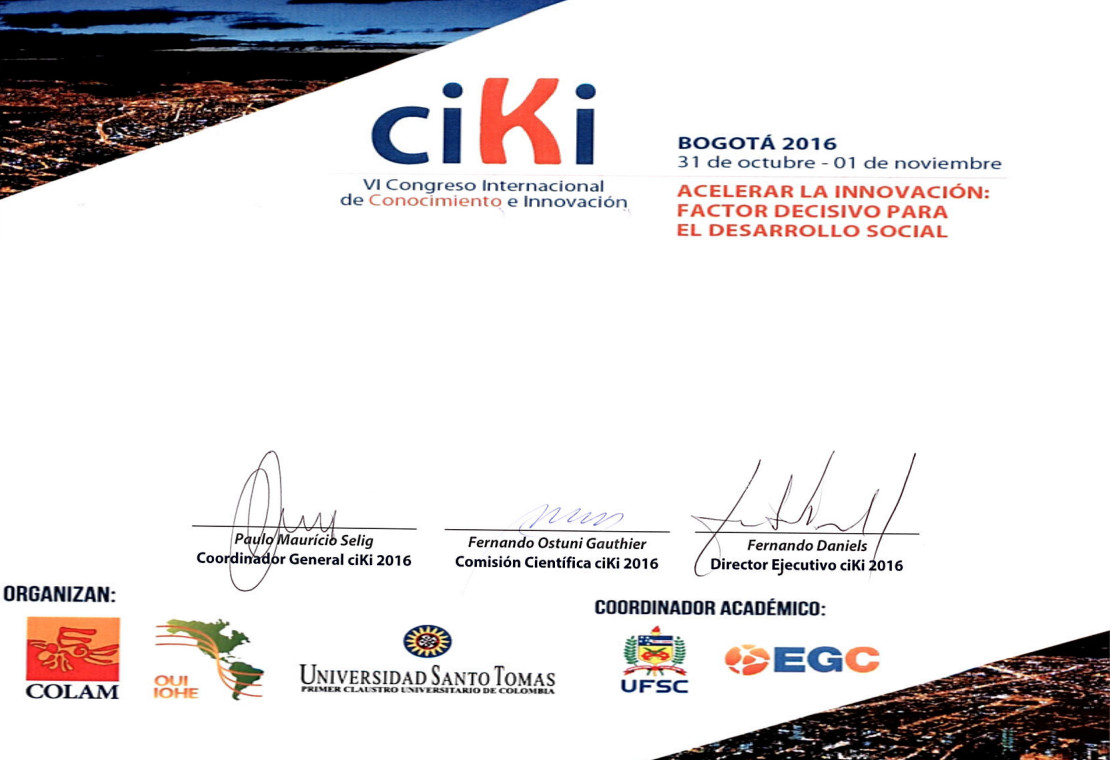 ciKi
VI Congreso Internacional
de Conocimiento e Innovación
BOGOTÁ 2016
31 de octubre - 01 de noviembre
ACELERAR LA INNOVACIÓN:
FACTOR DECISIVO PARA
EL DESARROLLO SOCIAL
Paulo Maurício Selig
Coordinador General ciKi 2016
Fernando Ostuni Gauthier
Comisión Científica ciKi 2016
Fernando Daniels
Director Ejecutivo ciKi 2016
ORGANIZAN:
COLAM
OUI
IOHE
UNIVERSIDAD SANTO TOMAS
PRIMER CLAUSTRO UNIVERSITARIO DE COLOMBIA
COORDINADOR ACADÉMICO:
UFSC
EGC